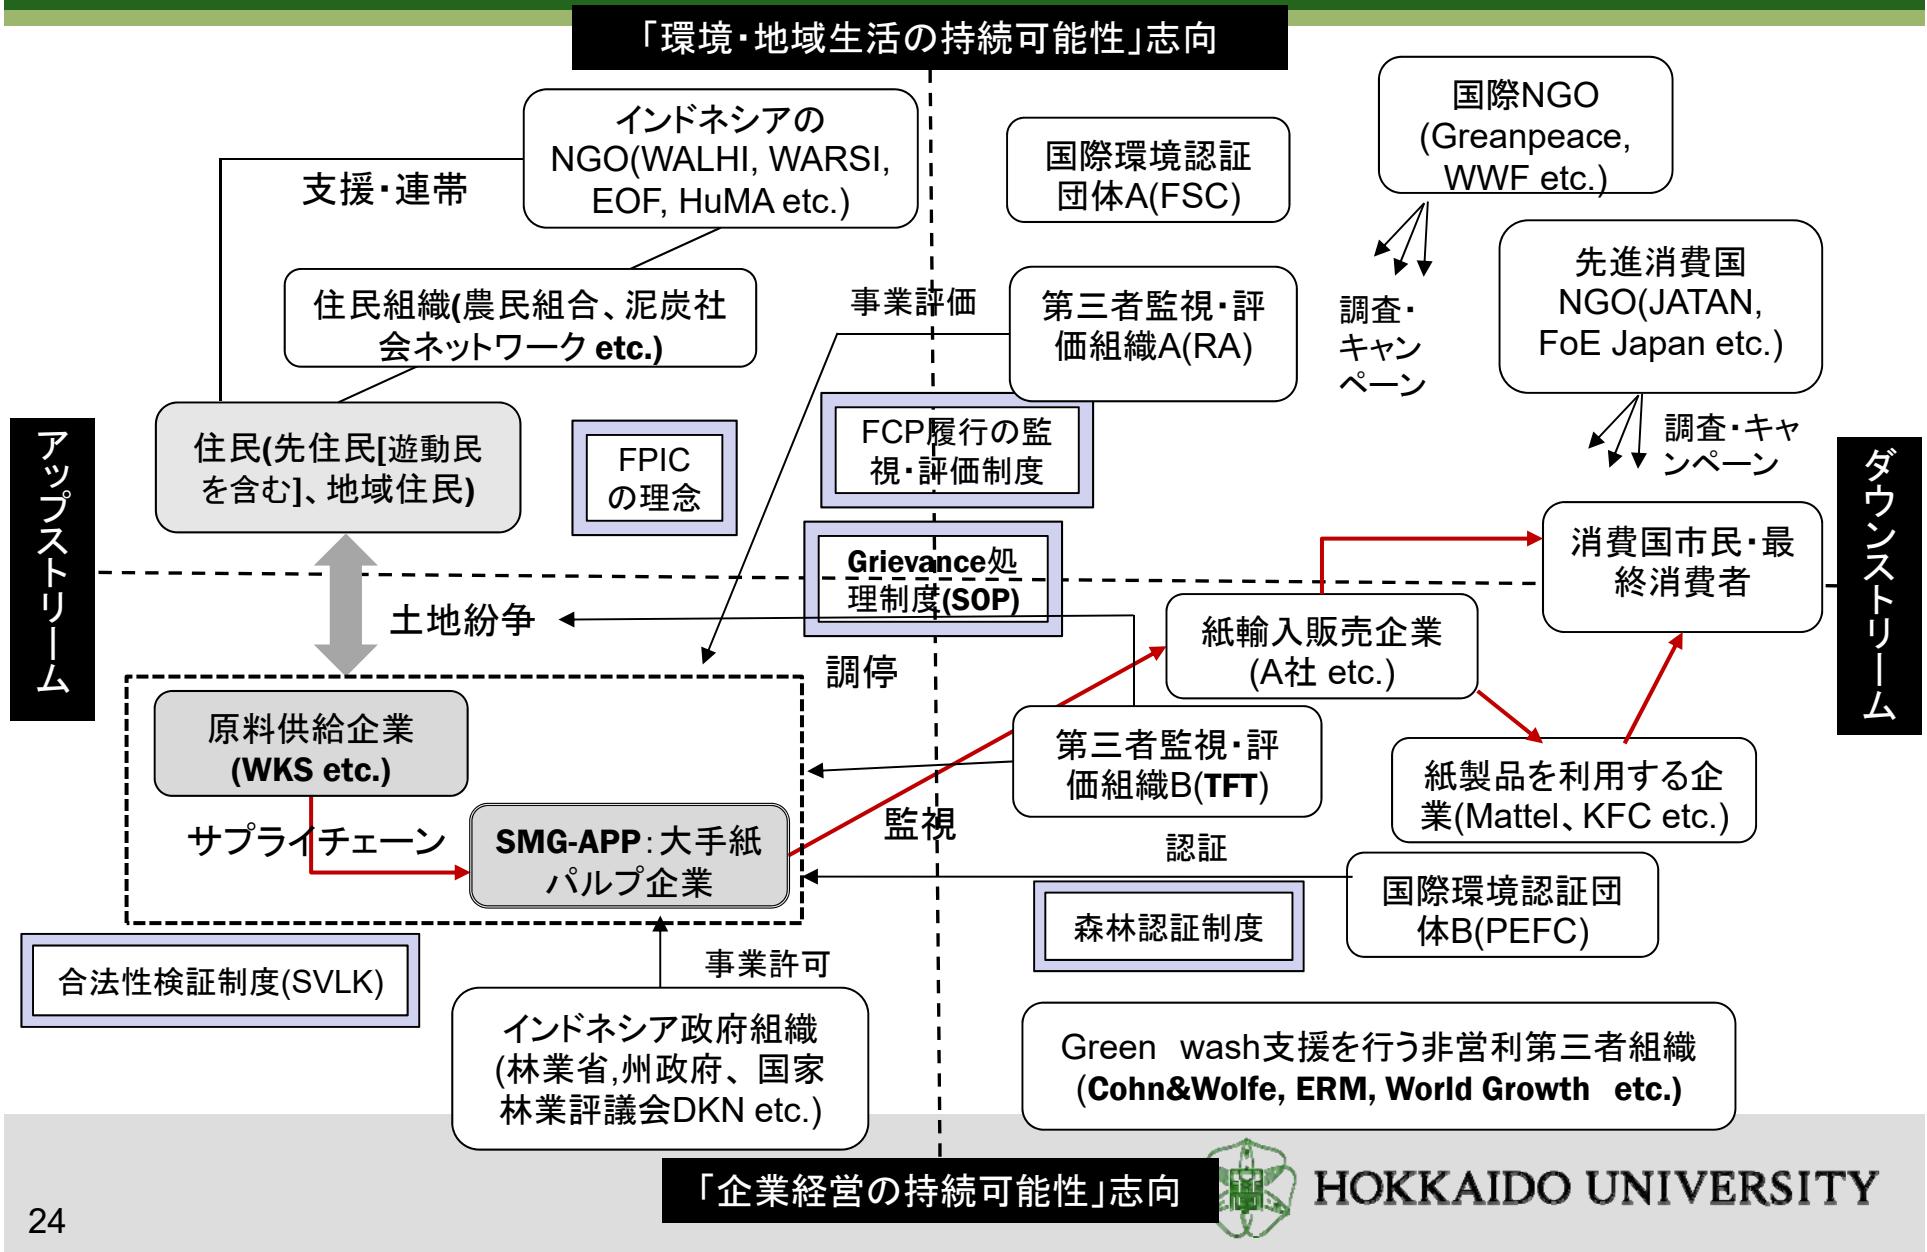 「環境・地域生活の持続可能性」志向
インドネシアの
NGO(WALHI, WARSI,
EOF, HuMA etc.)
国際環境認証
団体A(FSC)
国際NGO
(Greanpeace,
WWF etc.)
支援・連帯
先進消費国
NGO(JATAN,
FoE Japan etc.)
住民組織(農民組合、泥炭社
会ネットワーク etc.)
事業評価
第三者監視・評
価組織A(RA)
調査・
キャン
ペーン
調査・キャ
ンペーン
アップストリーム
住民(先住民[遊動民
を含む]、地域住民)
FPIC
の理念
FCP履行の監
視・評価制度
ダウンストリーム
Grievance処
理制度(SOP)
消費国市民・最
終消費者
土地紛争
紙輸入販売企業
(A社 etc.)
調停
原料供給企業
(WKS etc.)
第三者監視・評
価組織B(TFT)
紙製品を利用する企
業(Mattel、KFC etc.)
サプライチェーン
SMG-APP：大手紙
パルプ企業
監視
認証
国際環境認証団
体B(PEFC)
森林認証制度
合法性検証制度(SVLK)
事業許可
インドネシア政府組織
(林業省,州政府、国家
林業評議会DKN etc.)
Green　wash支援を行う非営利第三者組織
(Cohn&Wolfe, ERM, World Growth　etc.)
「企業経営の持続可能性」志向
HOKKAIDO UNIVERSITY
24